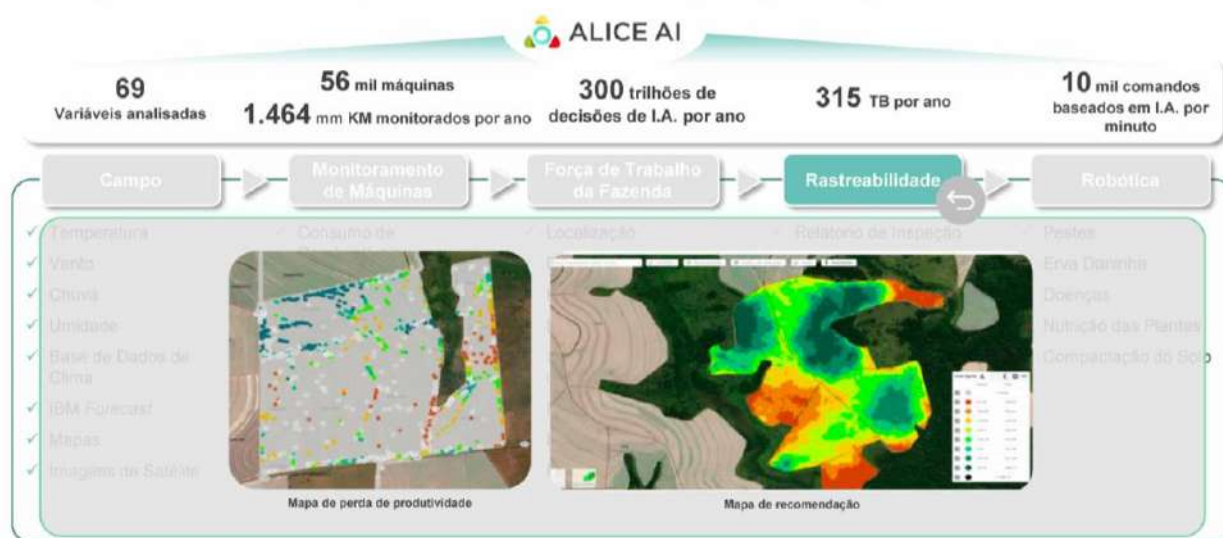 ALICE AI
69
Variáveis analisadas
56 mil máquinas
1.464 mm KM monitorados por ano
300 trilhões de
decisões de I.A. por ano
315 TB por ano
10 mil comandos
baseados em I.A. por
minuto
Campo
Monitoramento
de Máquinas
Força de Trabalho
da Fazenda
Rastreabilidade
Robótica
✓ Temperatura
✓ Vento
✓ Chuva
✓ Umidade
✓ Base de Dados de
Clima
✓ IBM Forecast
✓ Mapas
✓ Imagens de Satélite
✓ Consumo de
✓ Localização
✓ Relatório de Inspeção
Pestes
Erva Daninha
Doenças
Nutrição das Plantas
Compactação do Solo
Mapa de perda de produtividade
Mapa de recomendação